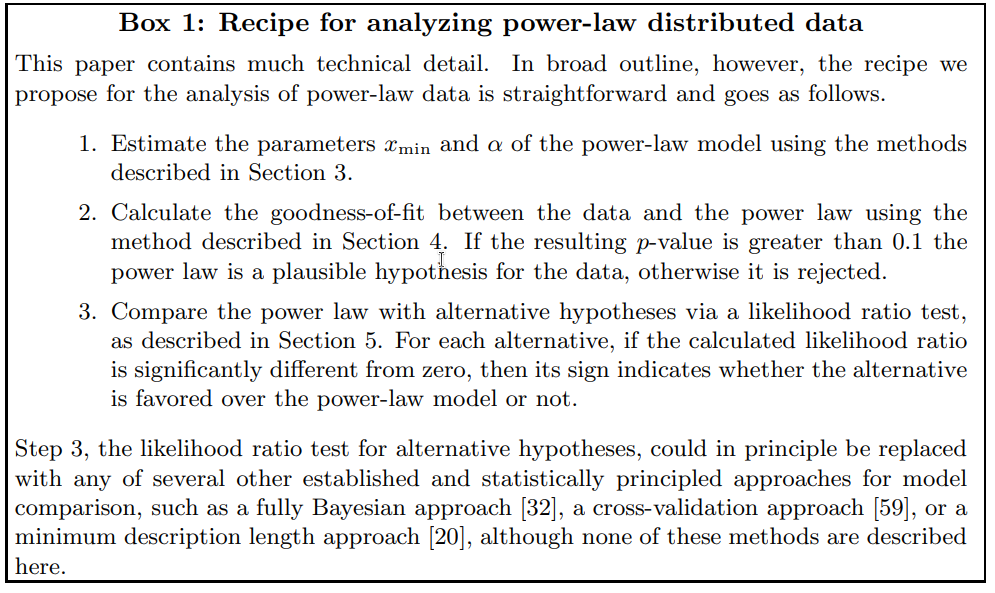 Box 1: Recipe for analyzing power-law distributed data
This paper contains much technical detail. In broad outline, however, the recipe we
propose for the analysis of power-law data is straightforward and goes as follows.
1. Estimate the parameters xmin and α of the power-law model using the methods
described in Section 3.
2. Calculate the goodness-of-fit between the data and the power law using the
method described in Section 4. If the resulting p-value is greater than 0.1 the
power law is a plausible hypothesis for the data, otherwise it is rejected.
3. Compare the power law with alternative hypotheses via a likelihood ratio test,
as described in Section 5. For each alternative, if the calculated likelihood ratio
is significantly different from zero, then its sign indicates whether the alternative
is favored over the power-law model or not.
Step 3, the likelihood ratio test for alternative hypotheses, could in principle be replaced
with any of several other established and statistically principled approaches for model
comparison, such as a fully Bayesian approach [32], a cross-validation approach [59], or a
minimum description length approach [20], although none of these methods are described
here.